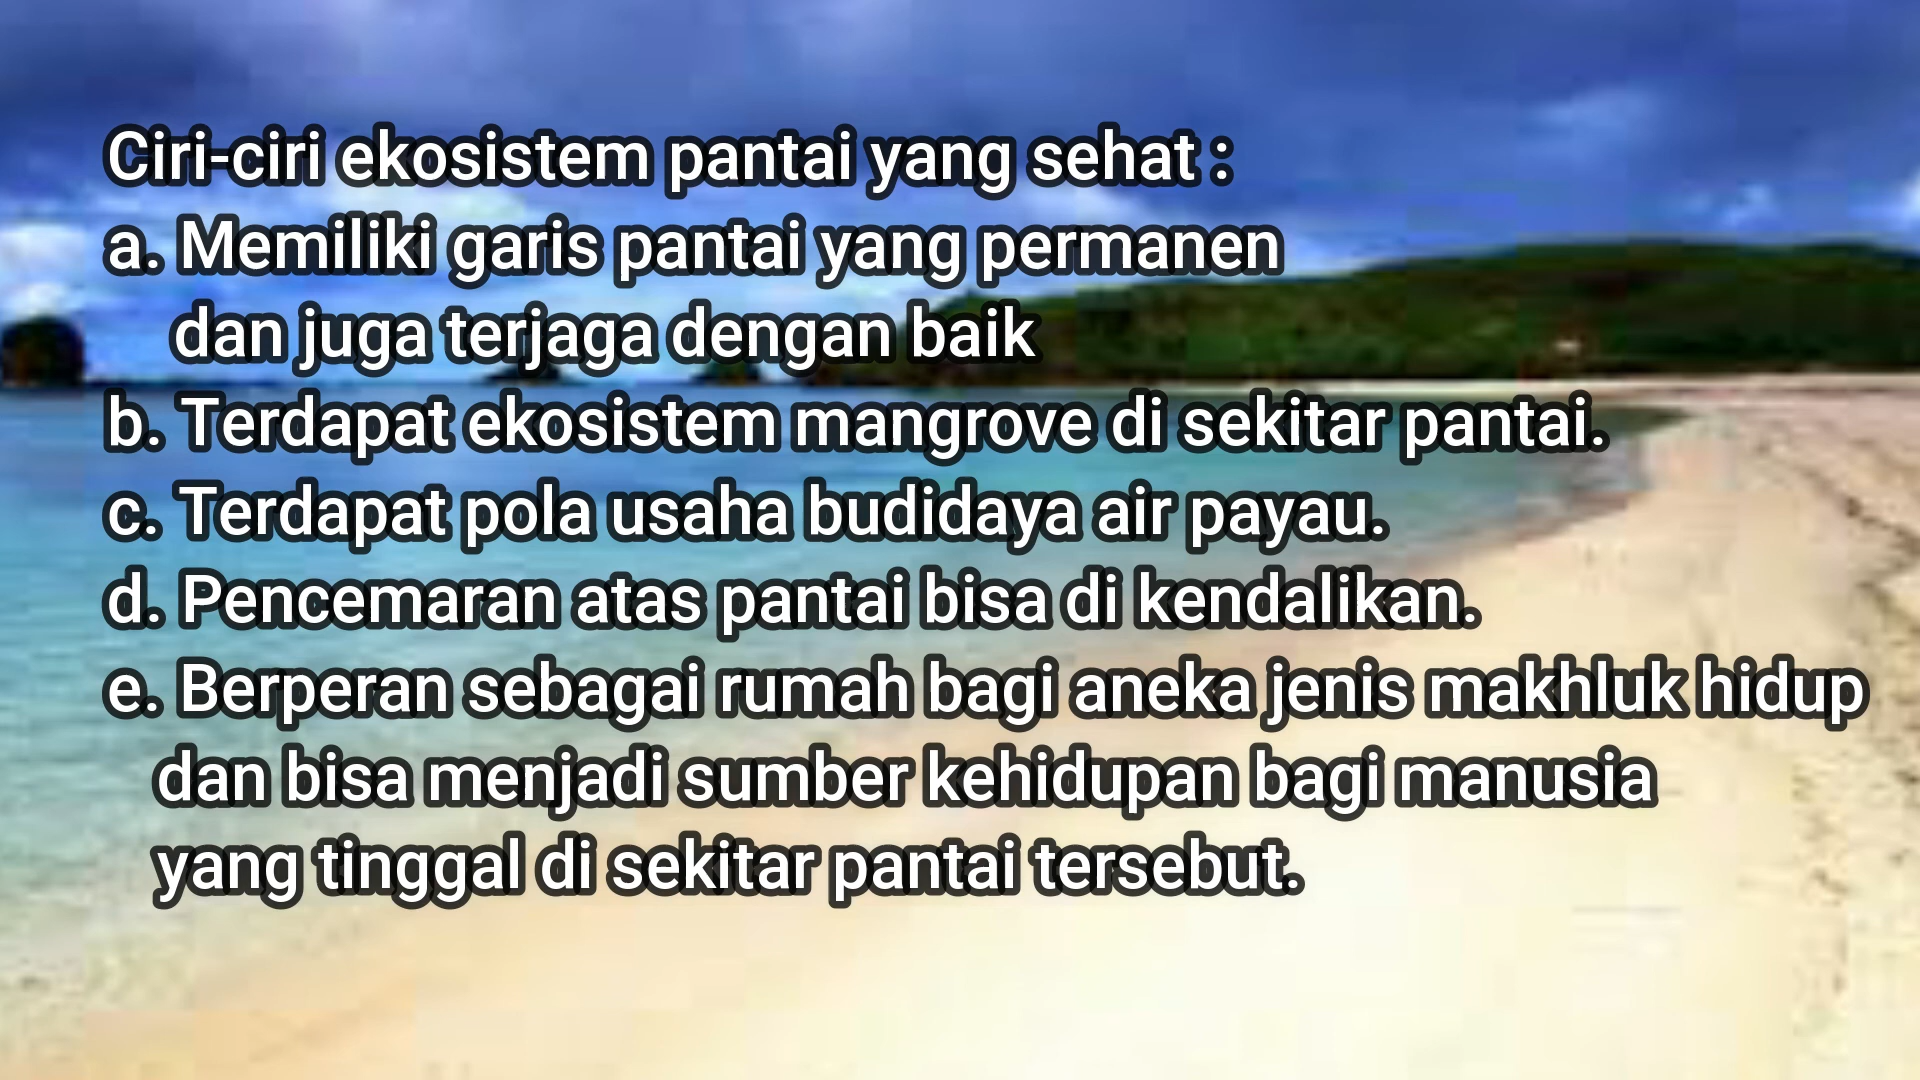 Ciri-ciri ekosistem pantai yang sehat :
a. Memiliki garis pantai yang permanen
dan juga terjaga dengan baik
b. Terdapat ekosistem mangrove di sekitar pantai.
c. Terdapat pola usaha budidaya air payau.
d. Pencemaran atas pantai bisa di kendalikan.
e. Berperan sebagai rumah bagi aneka jenis makhluk hidup
dan bisa menjadi sumber kehidupan bagi manusia
yang tinggal di sekitar pantai tersebut.